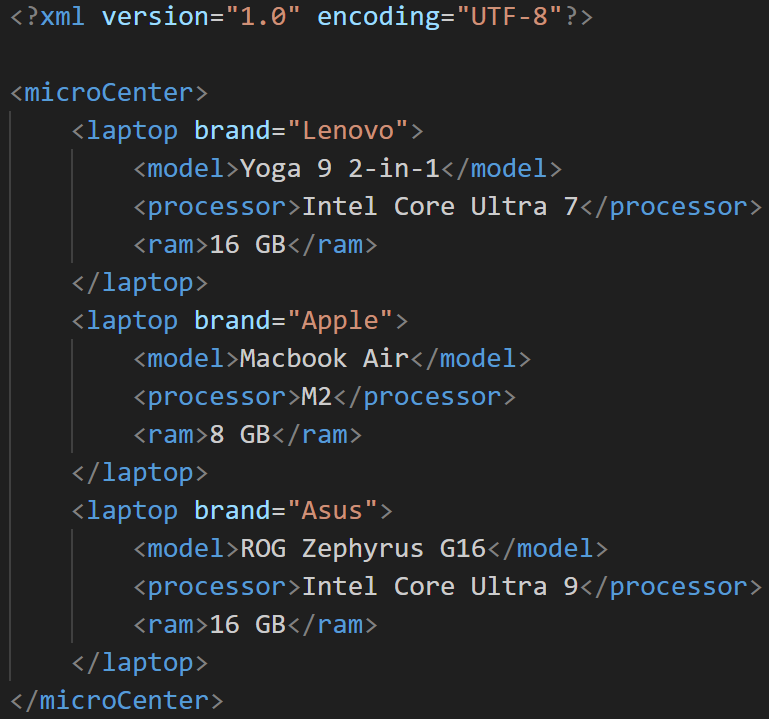 <?xml version="1.0" encoding="UTF-8"?>

<microCenter>
    <laptop brand="Lenovo">
        <model>Yoga 9 2-in-1</model>
        <processor>Intel Core Ultra 7</processor>
        <ram>16 GB</ram>
    </laptop>
    <laptop brand="Apple">
        <model>Macbook Air</model>
        <processor>M2</processor>
        <ram>8 GB</ram>
    </laptop>
    <laptop brand="Asus">
        <model>ROG Zephyrus G16</model>
        <processor>Intel Core Ultra 9</processor>
        <ram>16 GB</ram>
    </laptop>
</microCenter>